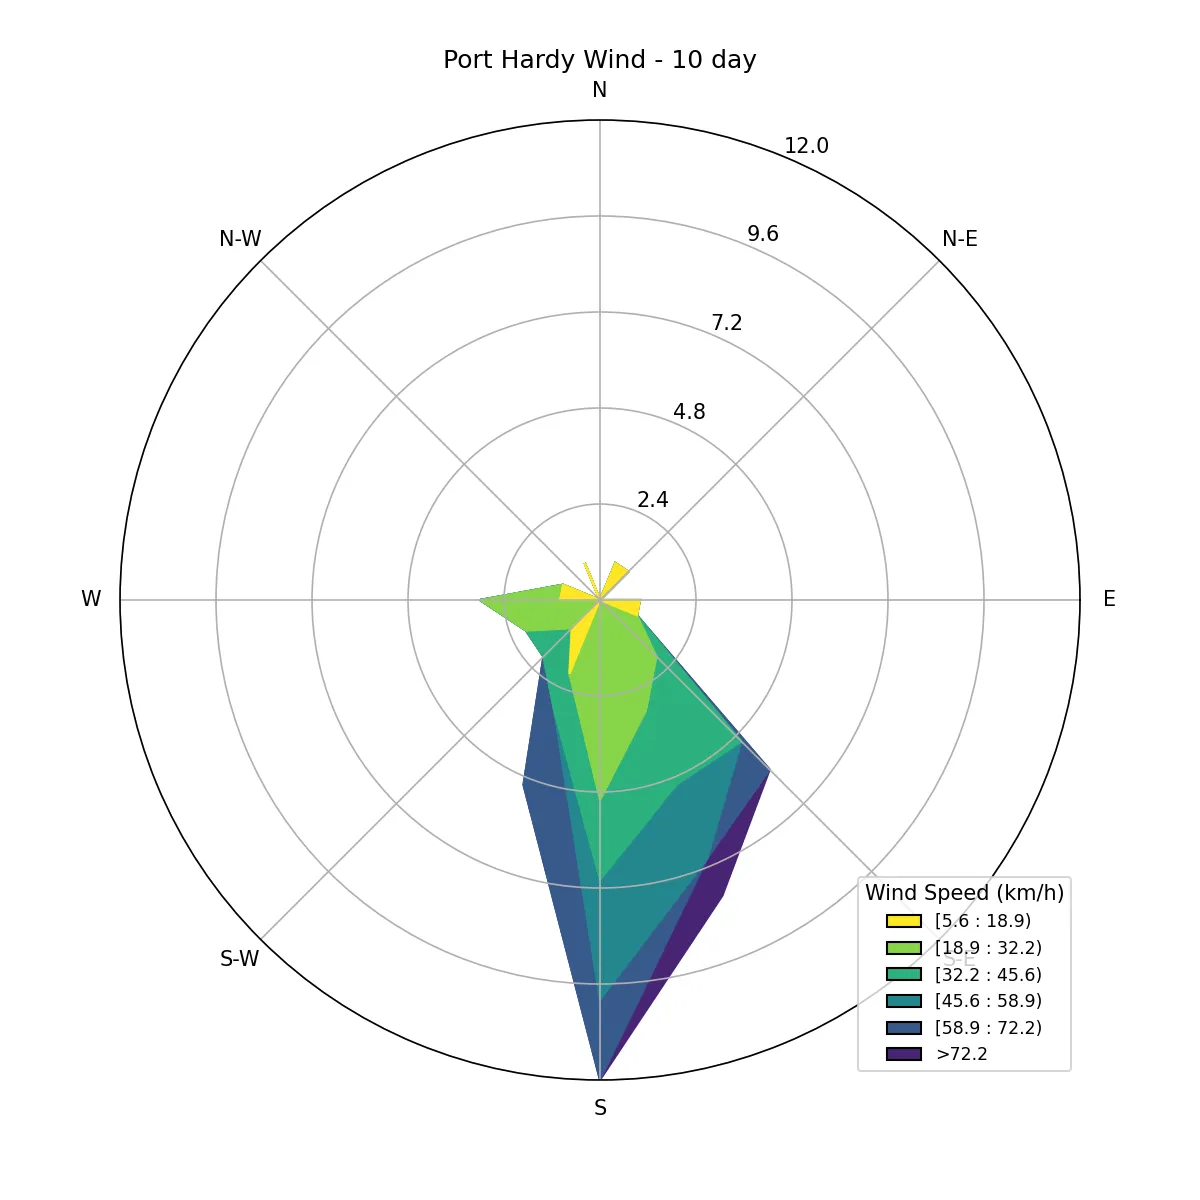 Port Hardy Wind - 10 day
N
12.0
N-W
9.6
N-E
7.2
4.8
2.4
W
E
Wind Speed (km/h)
[5.6 : 18.9)
[18.9 : 32.2)
S-W
S-E
[32.2 : 45.6)
[45.6 : 58.9)
[58.9 : 72.2)
>72.2
S